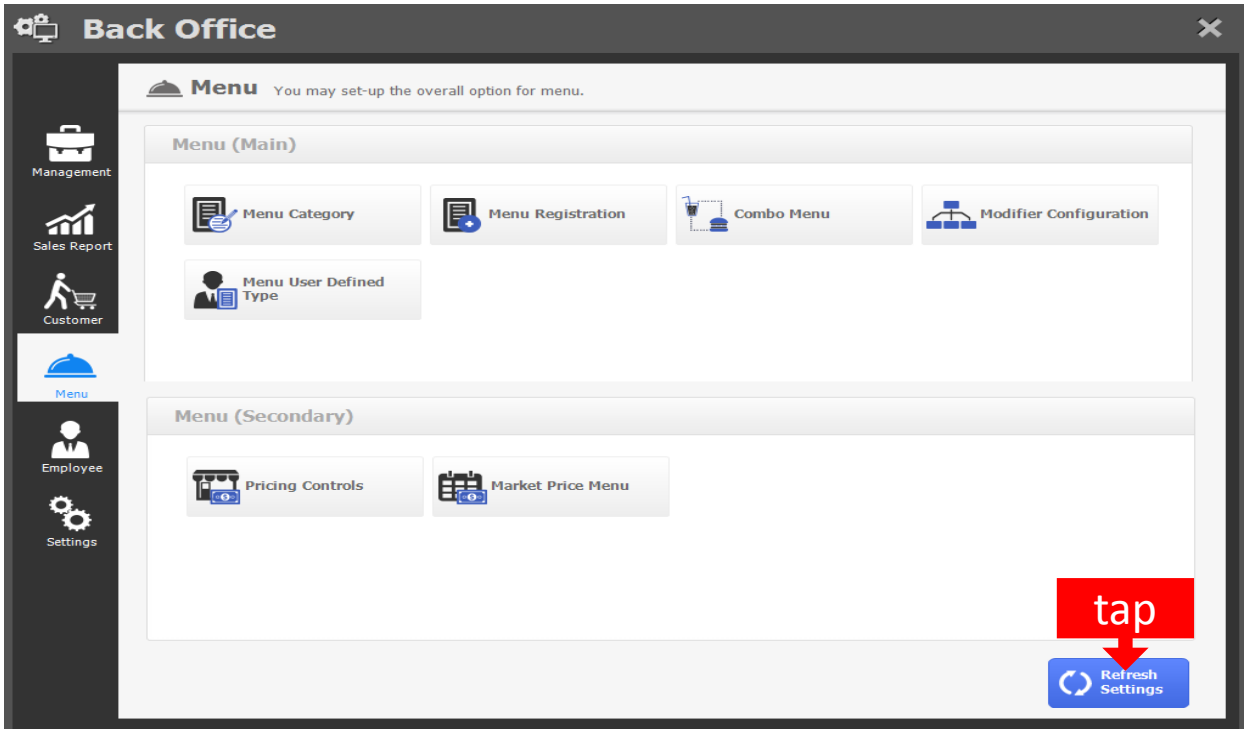 Back Office
Menu You may set-up the overall option for menu.
Management
Sales Report
Customer
Menu
Employee
Settings
Menu (Main)
Menu Category
Menu Registration
Combo Menu
Modifier Configuration
Menu User Defined
Type
Menu (Secondary)
Pricing Controls
Market Price Menu
tap
Refresh
Settings